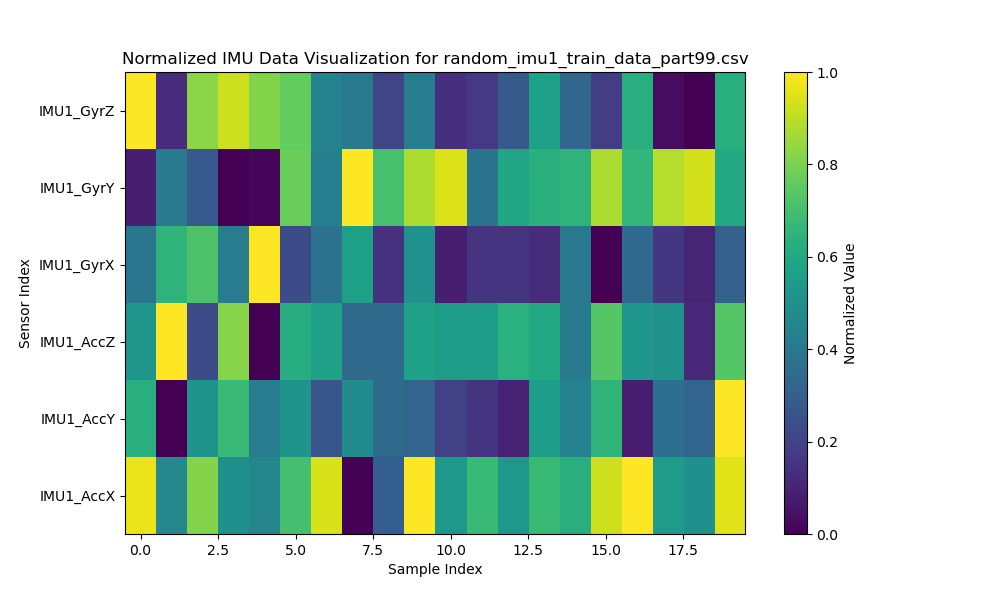 Normalized IMU Data Visualization for random_imu1_train_data_part99.csv
IMU1_GyrZ
IMU1_GyrY
IMU1_GyrX
IMU1_AccZ
IMU1_AccY
IMU1_AccX
Sensor Index
0.0 2.5 5.0 7.5 10.0 12.5 15.0 17.5
Sample Index
1.0
0.8
0.6
0.4
0.2
0.0
Normalized Value